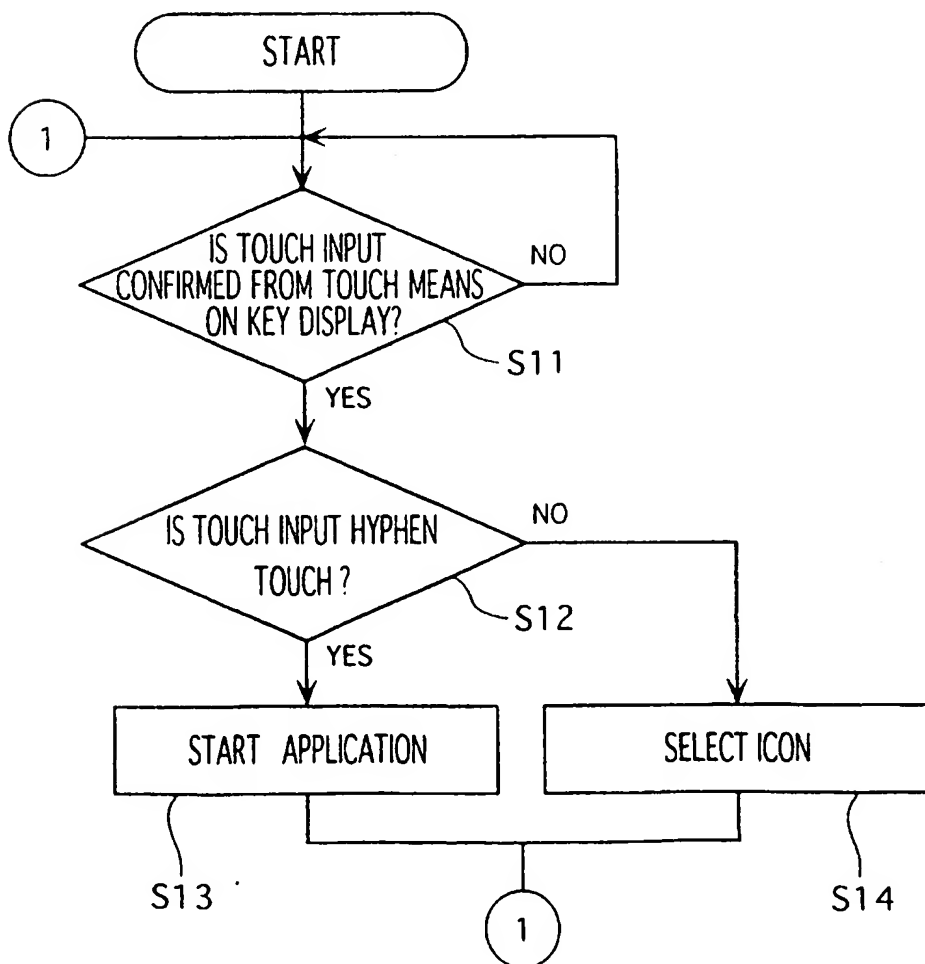 START
1
IS TOUCH INPUT
CONFIRMED FROM TOUCH MEANS
ON KEY DISPLAY?
NO
S11
YES
IS TOUCH INPUT HYPHEN
TOUCH?
NO
S12
YES
START APPLICATION
SELECT ICON
S13
S14
1